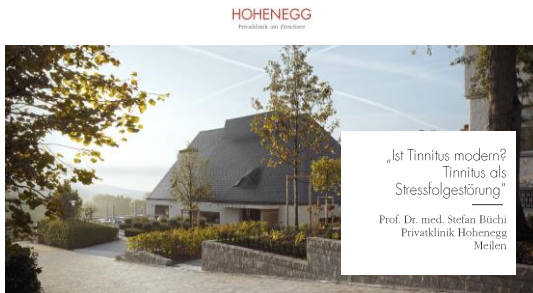 HOHENEGG
Privatklinik am Zürichsee
„Ist Tinnitus modern?
Tinnitus als
Stressfolgestörung“
Prof. Dr. med. Stefan Büchi
Privatklinik Hohenegg
Meilen